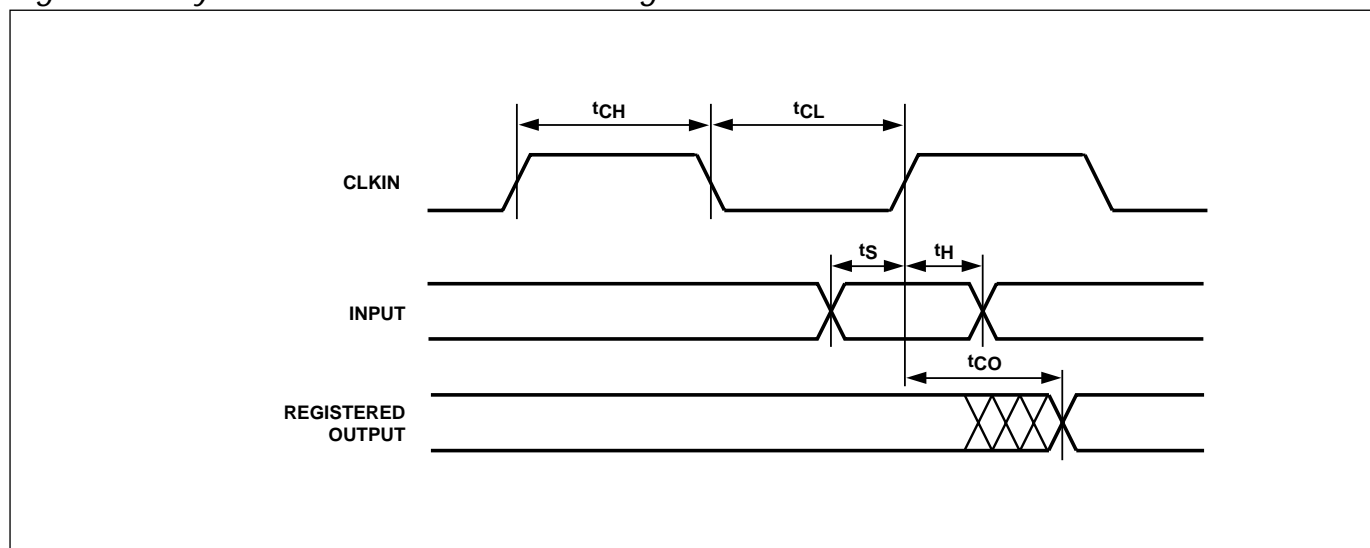 tCH
tCL
CLKIN
tS
tH
INPUT
tCO
REGISTERED
OUTPUT